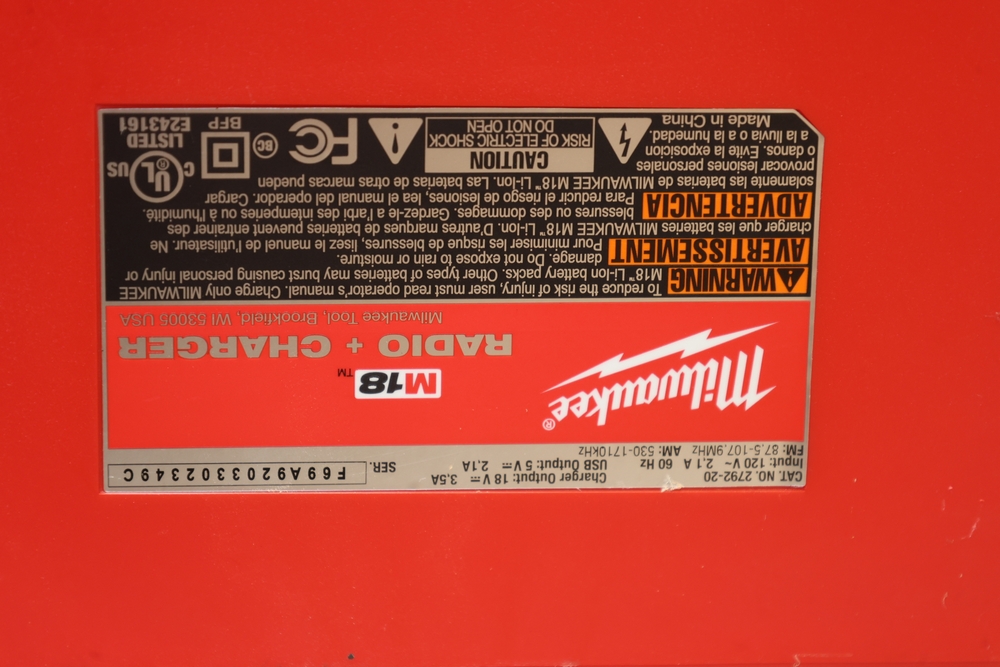 CAT. NO. 2792-20
Input: 120 V~ 2,1 A 60 Hz
FM: 87.5-107.9MHz AM: 530-1710kHz
Charger Output: 18 V⎓ 3,5A
USB Output: 5 V⎓ 2,1A
SER. F69A9203302349C
Milwaukee®
M18™
RADIO + CHARGER
Milwaukee Tool, Brookfield, WI 53005 USA
WARNING To reduce the risk of injury, user must read operator's manual. Charge only MILWAUKEE
M18™ Li-Ion battery packs. Other types of batteries may burst causing personal injury or
damage. Do not expose to rain or moisture.
AVERTISSEMENT Pour minimiser les risque de blessures, lisez le manuel de l'utilisateur. Ne
charger que les batteries MILWAUKEE M18™ Li-Ion. D'autres marques de batteries peuvent entraîner des
blessures ou des dommages. Gardez-le a l'arbi des intempéries ou à l'humidité.
ADVERTENCIA Para reducir el riesgo de lesiones, lea el manual del operador. Cargar
solamente las baterías MILWAUKEE M18™ Li-Ion. Las baterías de otras marcas pueden
provocar lesiones personales
o danos. Evite la exposicion
a la lluvia o a la humedad.
Made in China
CAUTION
RISK OF ELECTRIC SHOCK
DO NOT OPEN
FC
BC
BFP
C UL® US
LISTED
E243161